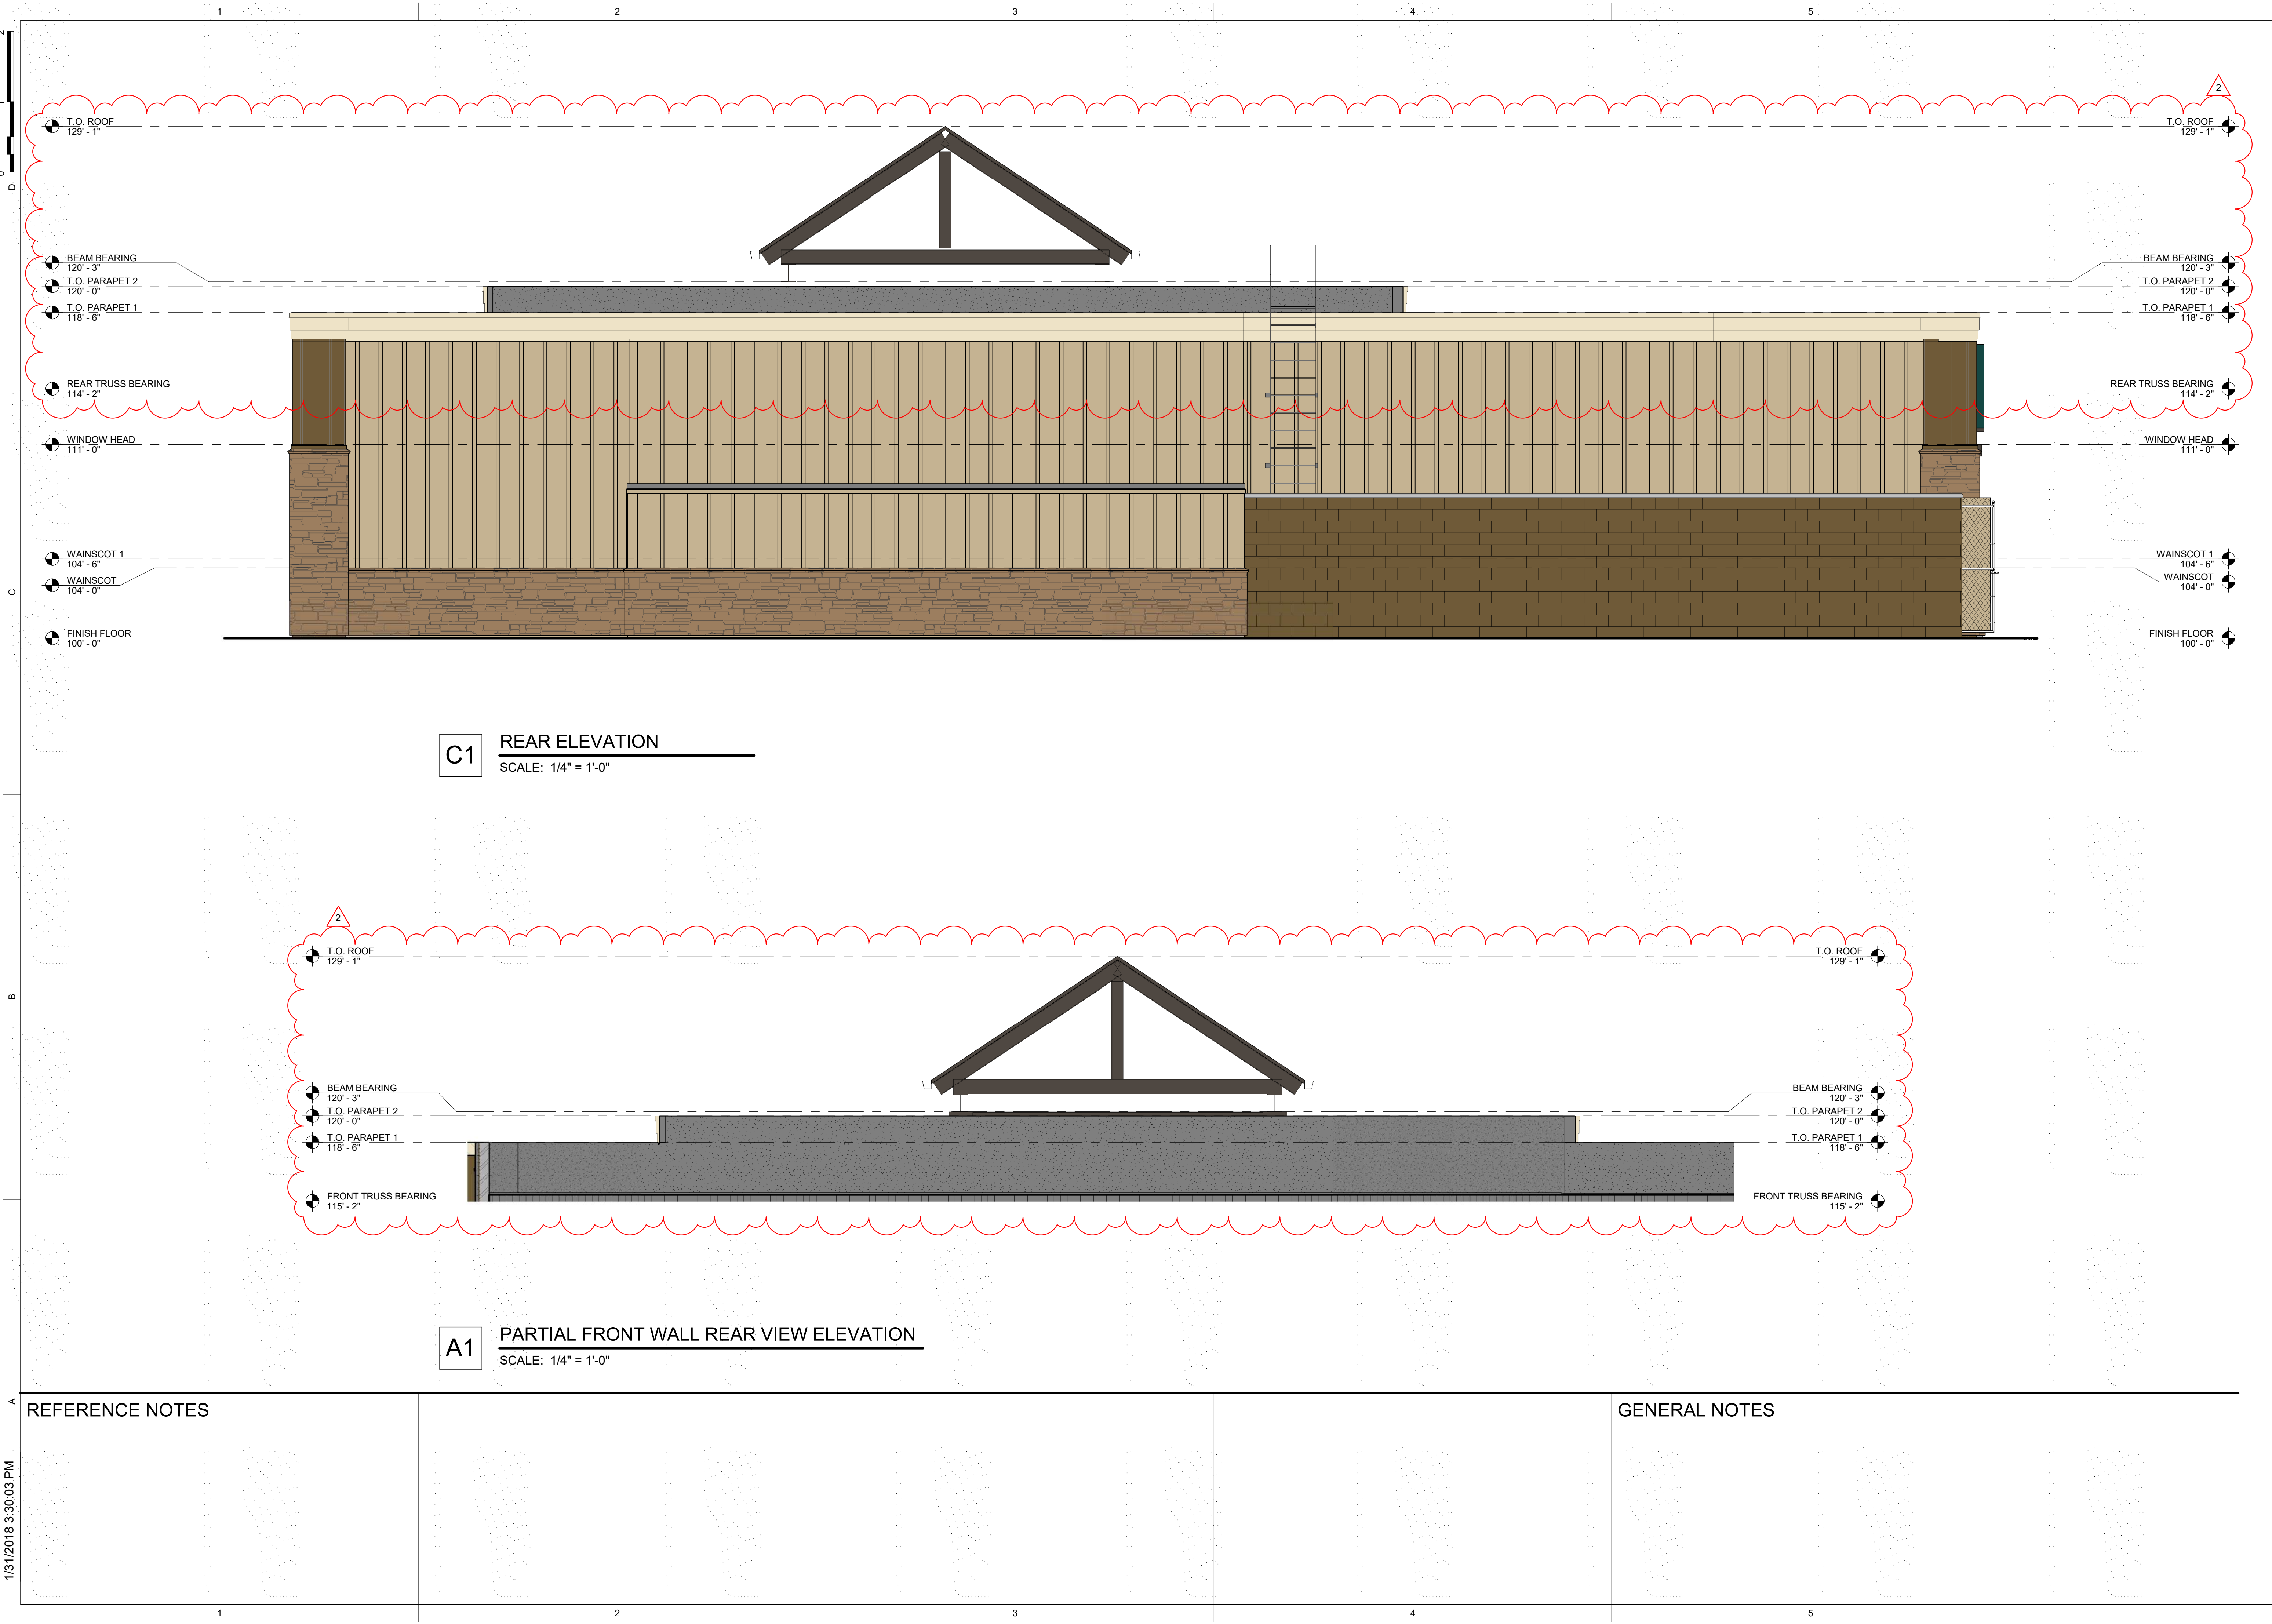 1 2 3 4 5
2
1
0
D
2
T.O. ROOF
129' - 1"
T.O. ROOF
129' - 1"
BEAM BEARING
120' - 3"
BEAM BEARING
120' - 3"
T.O. PARAPET 2
120' - 0"
T.O. PARAPET 2
120' - 0"
T.O. PARAPET 1
118' - 6"
T.O. PARAPET 1
118' - 6"
REAR TRUSS BEARING
114' - 2"
REAR TRUSS BEARING
114' - 2"
WINDOW HEAD
111' - 0"
WINDOW HEAD
111' - 0"
WAINSCOT 1
104' - 6"
WAINSCOT 1
104' - 6"
WAINSCOT
104' - 0"
WAINSCOT
104' - 0"
C
FINISH FLOOR
100' - 0"
FINISH FLOOR
100' - 0"
C1
REAR ELEVATION
SCALE: 1/4" = 1'-0"
2
T.O. ROOF
129' - 1"
T.O. ROOF
129' - 1"
B
BEAM BEARING
120' - 3"
BEAM BEARING
120' - 3"
T.O. PARAPET 2
120' - 0"
T.O. PARAPET 2
120' - 0"
T.O. PARAPET 1
118' - 6"
T.O. PARAPET 1
118' - 6"
FRONT TRUSS BEARING
115' - 2"
FRONT TRUSS BEARING
115' - 2"
A1
PARTIAL FRONT WALL REAR VIEW ELEVATION
SCALE: 1/4" = 1'-0"
A
REFERENCE NOTES
GENERAL NOTES
1/31/2018 3:30:03 PM
1 2 3 4 5